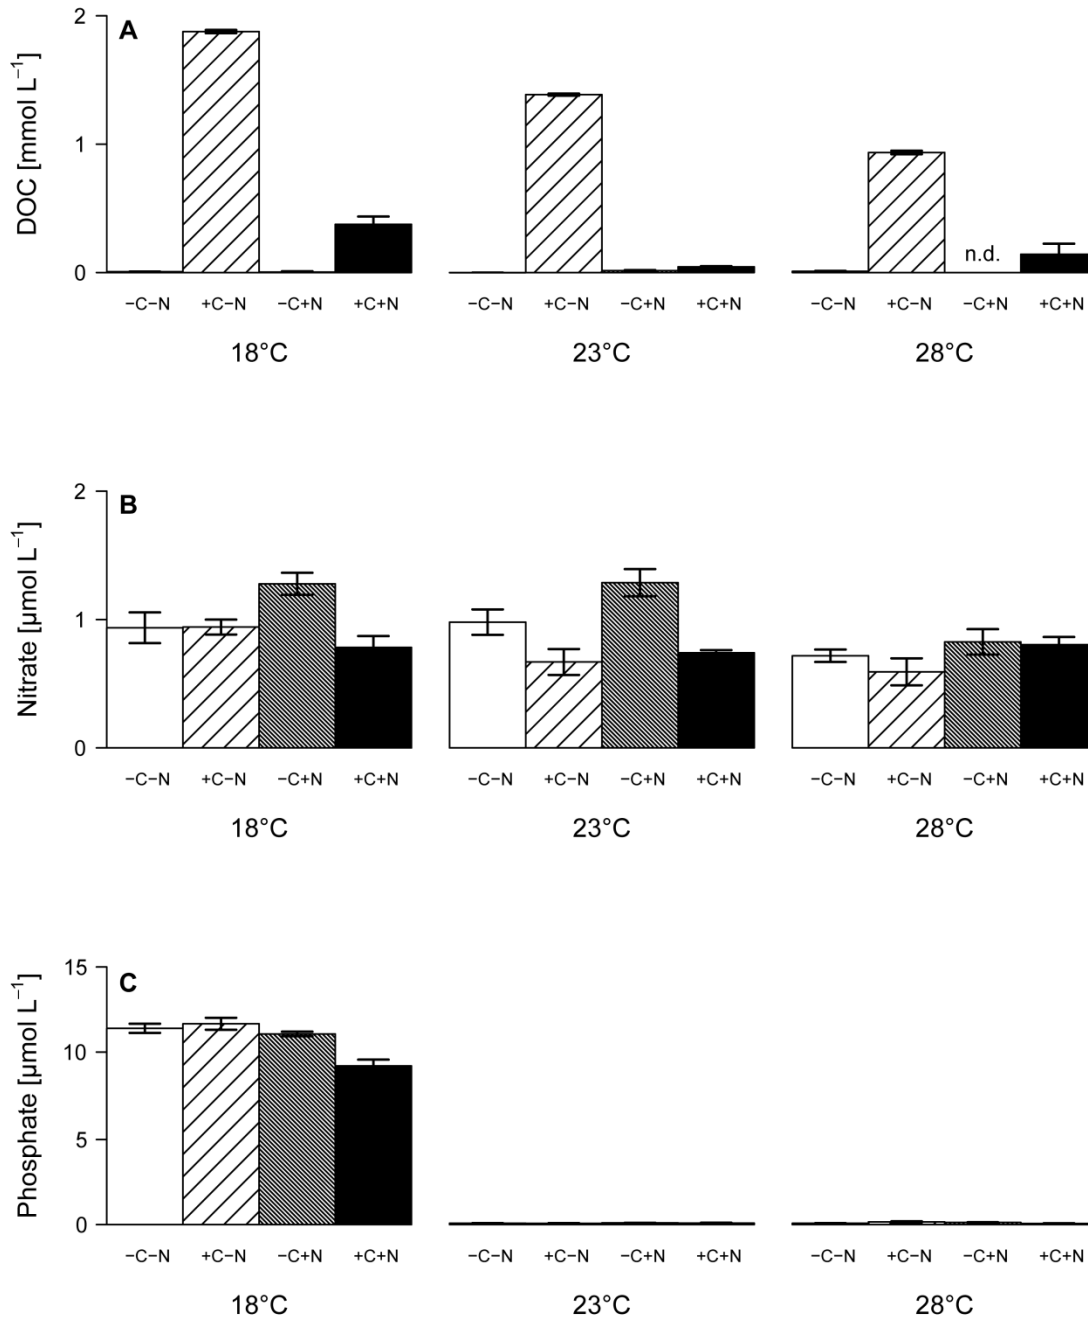 A
DOC [mmol L⁻¹]
2
1
0
n.d.
−C−N +C−N −C+N +C+N −C−N +C−N −C+N +C+N −C−N +C−N −C+N +C+N
18°C 23°C 28°C
B
Nitrate [µmol L⁻¹]
2
1
0
−C−N +C−N −C+N +C+N −C−N +C−N −C+N +C+N −C−N +C−N −C+N +C+N
18°C 23°C 28°C
C
Phosphate [µmol L⁻¹]
15
10
5
0
−C−N +C−N −C+N +C+N −C−N +C−N −C+N +C+N −C−N +C−N −C+N +C+N
18°C 23°C 28°C